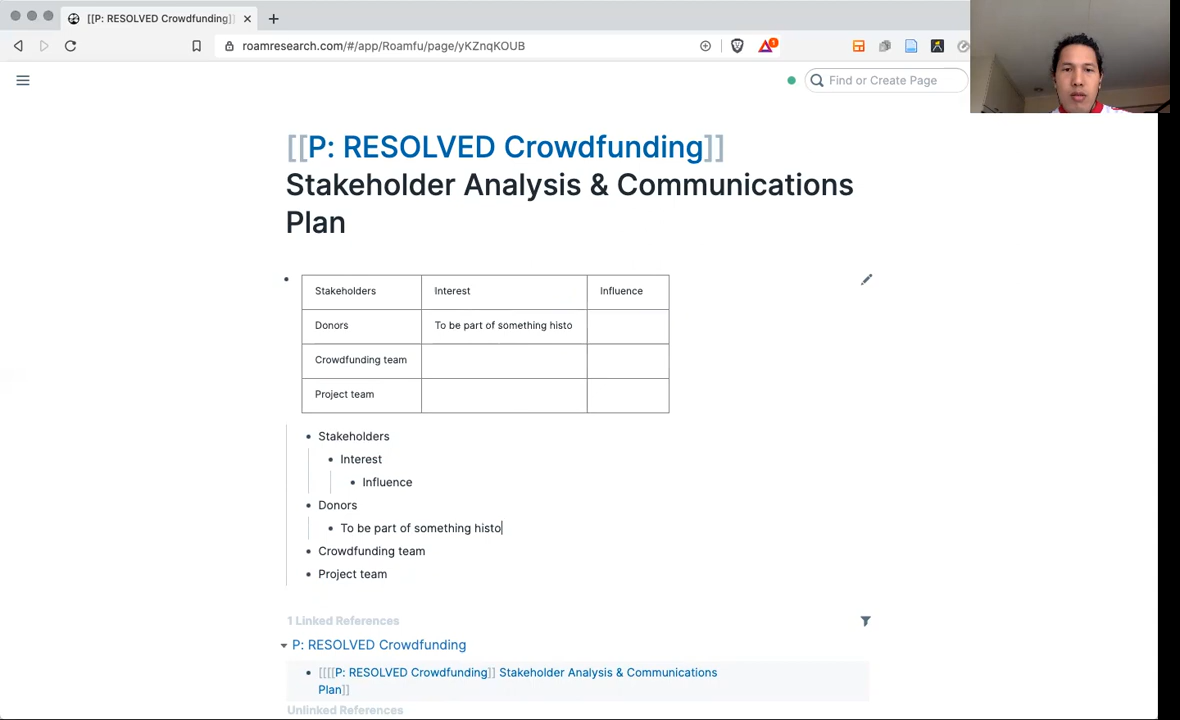 [[P: RESOLVED Crowdfunding]]
roamresearch.com/#/app/Roamfu/page/yKZnqKOUB
1
Find or Create Page
[[P: RESOLVED Crowdfunding]]
Stakeholder Analysis & Communications
Plan
Stakeholders Interest Influence
Donors To be part of something histo
Crowdfunding team
Project team
Stakeholders
Interest
Influence
Donors
To be part of something histo
Crowdfunding team
Project team
1 Linked References
P: RESOLVED Crowdfunding
[[[[P: RESOLVED Crowdfunding]] Stakeholder Analysis & Communications
Plan]]
Unlinked References